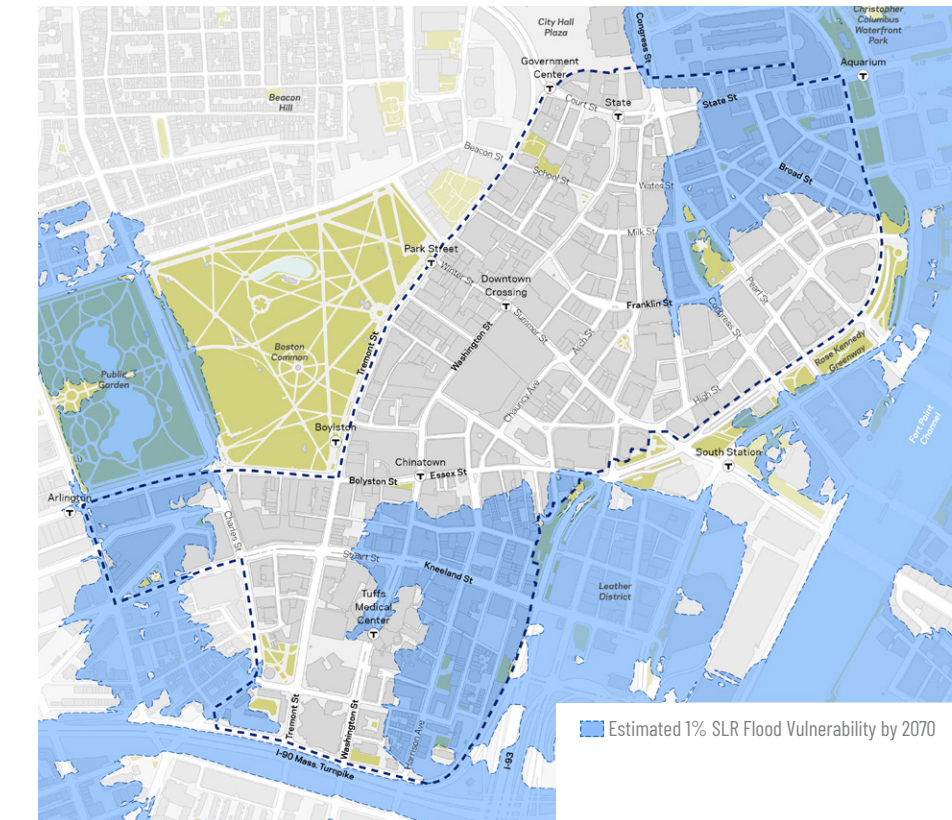 Christopher
Columbus
Waterfront
Park
City Hall
Plaza
Congress St
Aquarium
Government
Center
Beacon
Hill
Court St
State
State St
Beacon St
School St
Broad St
Water St
Milk St
Park Street
Winter St
Downtown
Crossing
Pearl St
Franklin St
Congress St
Summer St
Tremont St
Washington St
Arch St
Boston
Common
Rose Kennedy
Greenway
Public
Garden
Chauncy Ave
High St
Fort Point
Channel
Boylston
South Station
Chinatown
Essex St
Bolyston St
Arlington
Charles St
Stuart St
Kneeland St
Leather
District
Tufts
Medical
Center
Tremont St
Washington St
Harrison Ave
I-93
I-90 Mass. Turnpike
Estimated 1% SLR Flood Vulnerability by 2070